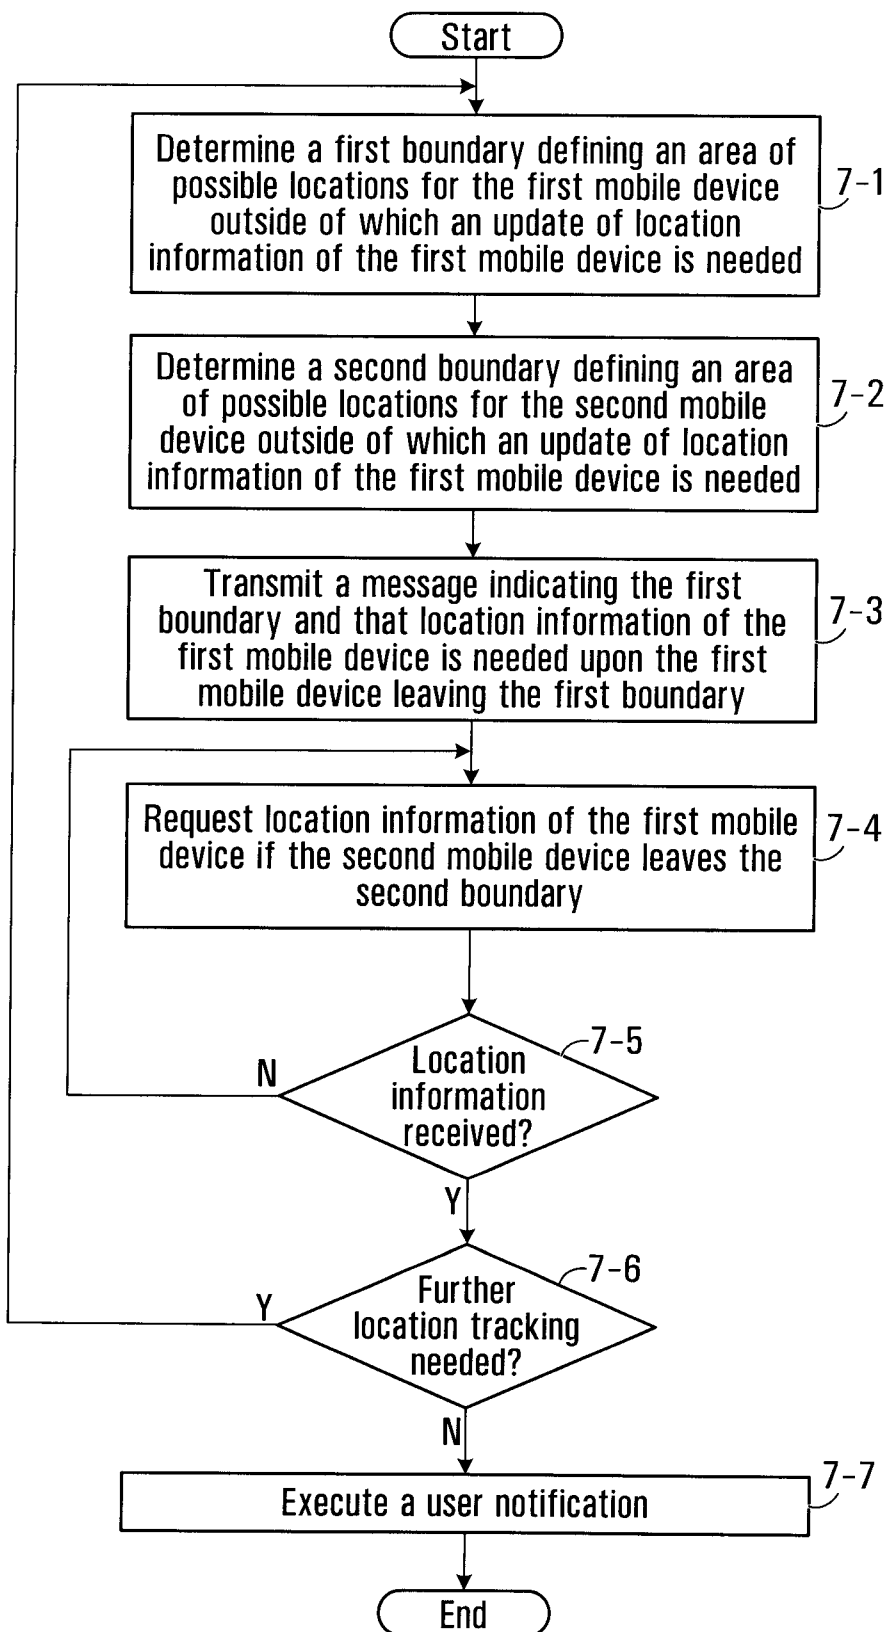 Start
Determine a first boundary defining an area of
possible locations for the first mobile device
outside of which an update of location
information of the first mobile device is needed
7-1
Determine a second boundary defining an area
of possible locations for the second mobile
device outside of which an update of location
information of the first mobile device is needed
7-2
Transmit a message indicating the first
boundary and that location information of the
first mobile device is needed upon the first
mobile device leaving the first boundary
7-3
Request location information of the first mobile
device if the second mobile device leaves the
second boundary
7-4
Location
information
received?
7-5
N
Y
Further
location tracking
needed?
7-6
Y
N
Execute a user notification
7-7
End